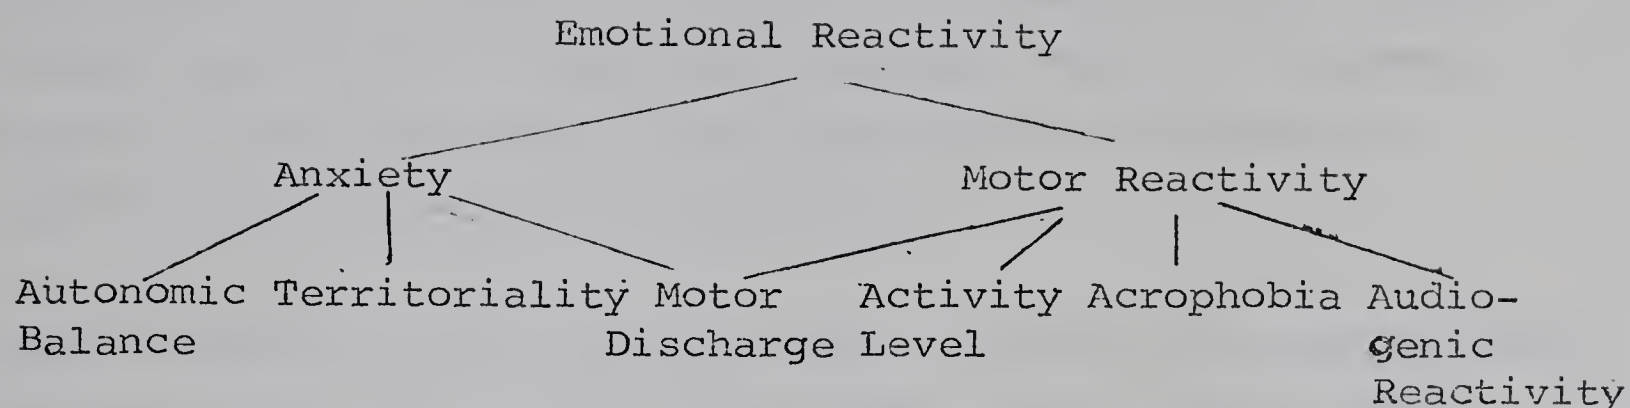 Emotional Reactivity
Anxiety Motor Reactivity
Autonomic Territoriality Motor Activity Acrophobia Audio-
Balance Discharge Level genic
Reactivity